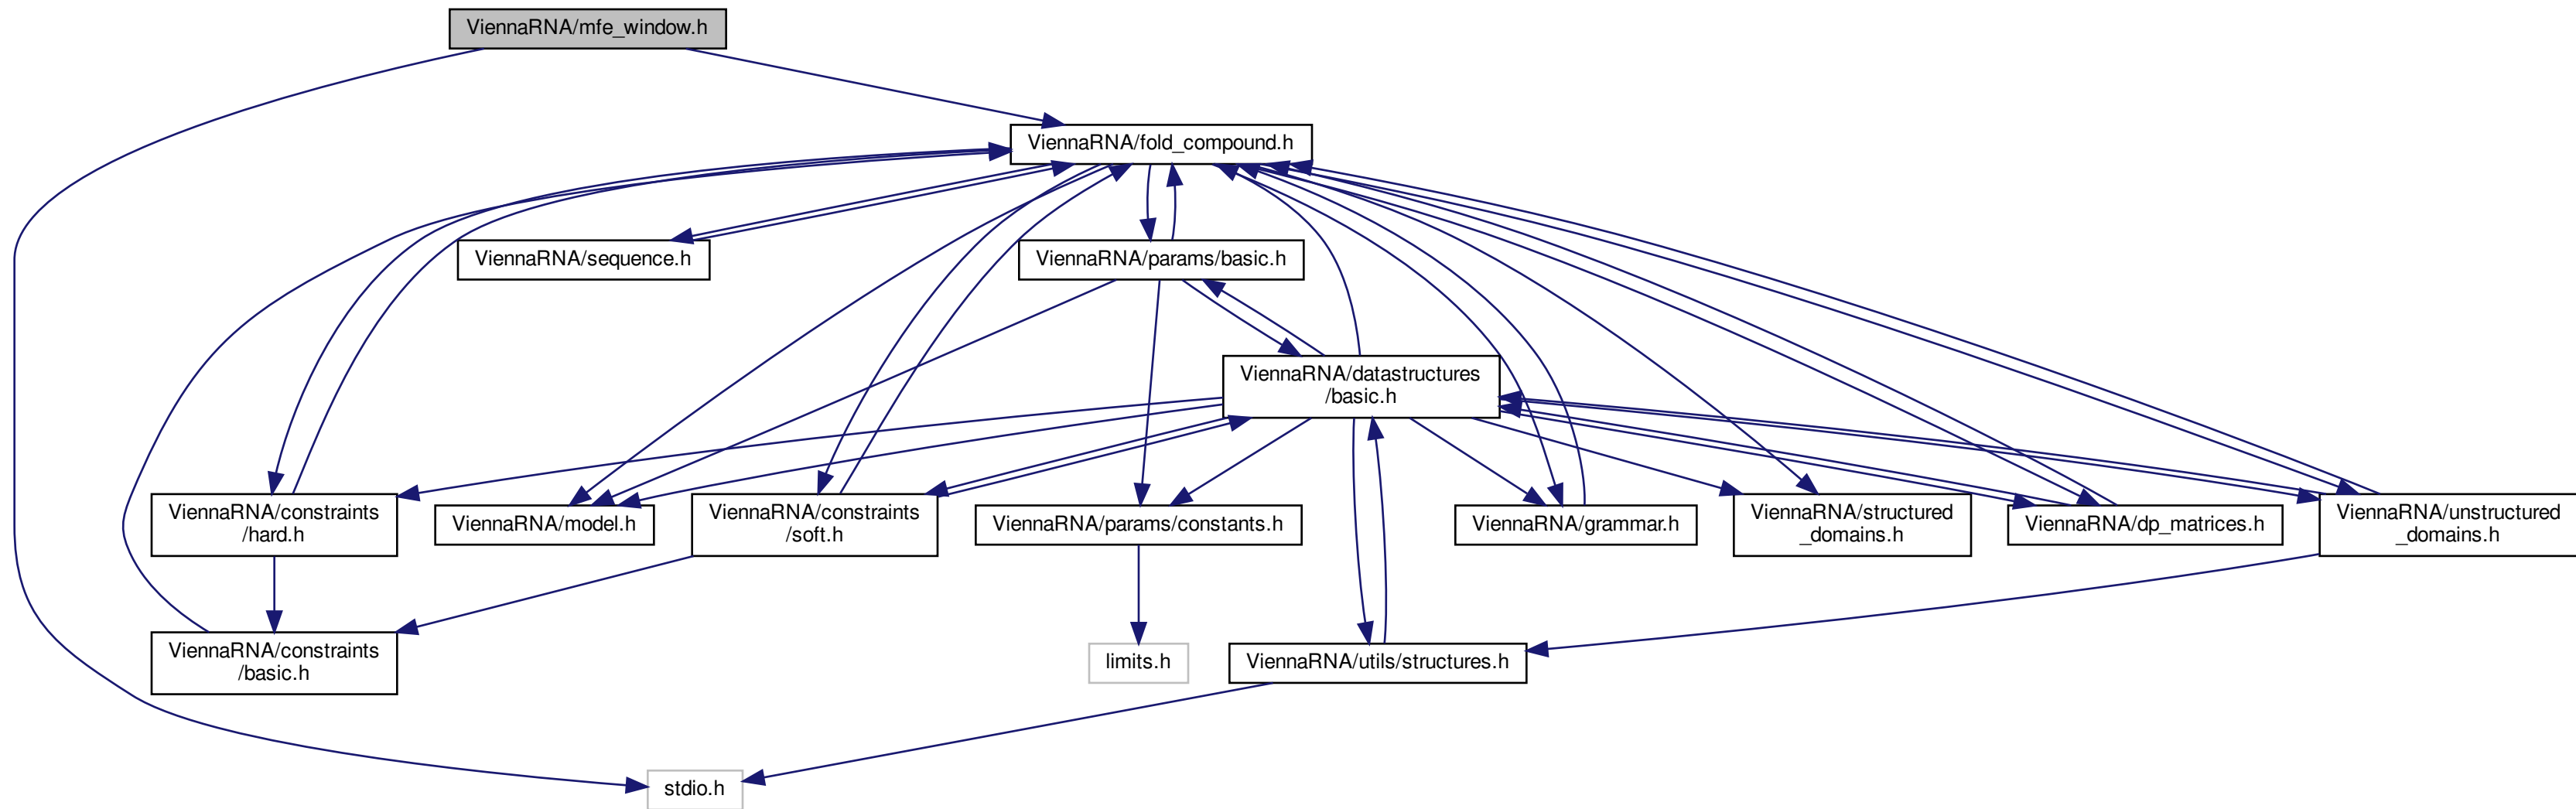 ViennaRNA/mfe_window.h
ViennaRNA/fold_compound.h
ViennaRNA/sequence.h
ViennaRNA/params/basic.h
ViennaRNA/datastructures
/basic.h
ViennaRNA/constraints
/hard.h
ViennaRNA/model.h
ViennaRNA/constraints
/soft.h
ViennaRNA/params/constants.h
ViennaRNA/grammar.h
ViennaRNA/structured
_domains.h
ViennaRNA/dp_matrices.h
ViennaRNA/unstructured
_domains.h
ViennaRNA/constraints
/basic.h
limits.h
ViennaRNA/utils/structures.h
stdio.h